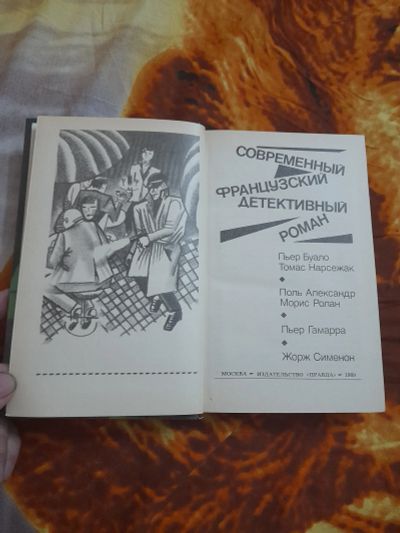 СОВРЕМЕННЫЙ
ФРАНЦУЗСКИЙ
ДЕТЕКТИВНЫЙ
РОМАН
Пьер Буало
Томас Нарсежак
Поль Александр
Морис Ролан
Пьер Гамарра
Жорж Сименон
МОСКВА — ИЗДАТЕЛЬСТВО «ПРАВДА» — 1989